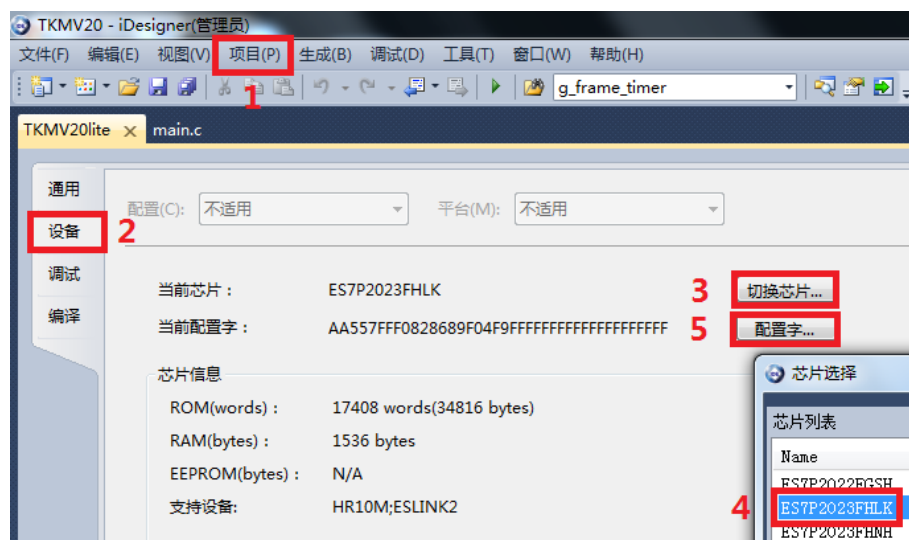 TKMV20 - iDesigner(管理员)
文件(F) 编辑(E) 视图(V) 项目(P) 生成(B) 调试(D) 工具(T) 窗口(W) 帮助(H)
1
g_frame_timer
TKMV20lite main.c
通用
配置(C): 不适用 平台(M): 不适用
设备 2
调试
当前芯片： ES7P2023FHLK 3 切换芯片...
编译
当前配置字： AA557FFF0828689F04F9FFFFFFFFFFFFFFFFFFFF 5 配置字...
芯片信息
芯片选择
ROM(words)： 17408 words(34816 bytes)
芯片列表
RAM(bytes)： 1536 bytes
Name
EEPROM(bytes)： N/A
ES7P2022FGSH
支持设备: HR10M;ESLINK2
4 ES7P2023FHLK
ES7P2023FHNH